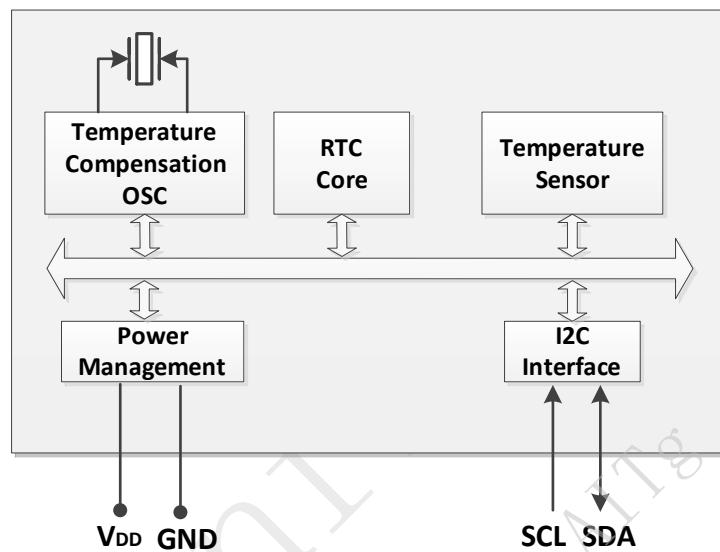 Temperature
Compensation
OSC
RTC
Core
Temperature
Sensor
Power
Management
I2C
Interface
VDD
GND
SCL
SDA